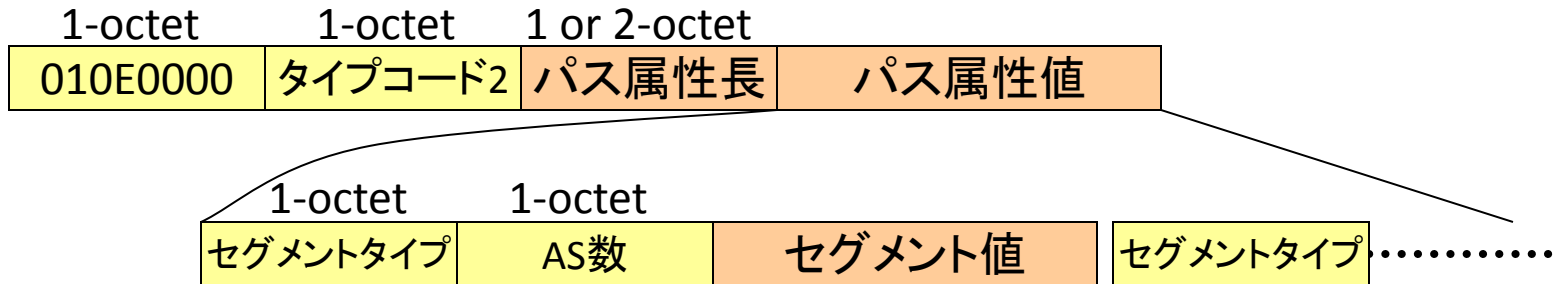 1-octet 1-octet 1 or 2-octet
010E0000 タイプコード2 パス属性長 パス属性値
1-octet 1-octet
セグメントタイプ AS数 セグメント値 セグメントタイプ